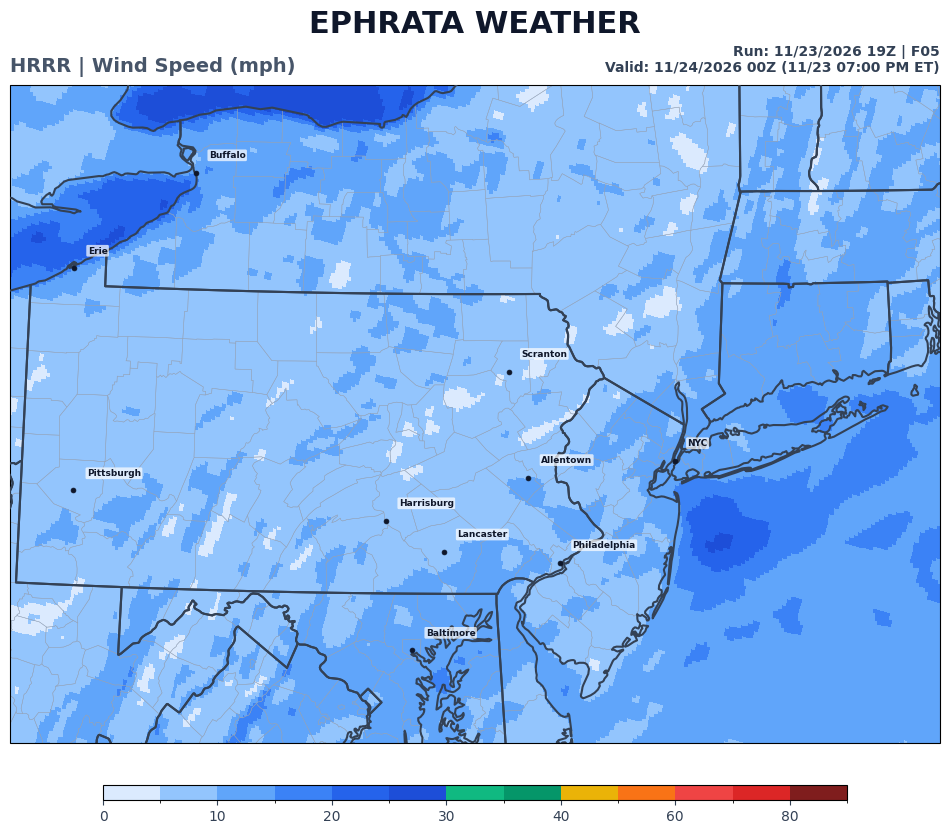 EPHRATA WEATHER
HRRR | Wind Speed (mph)
Run: 11/23/2026 19Z | F05
Valid: 11/24/2026 00Z (11/23 07:00 PM ET)
Buffalo
Erie
Scranton
NYC
Allentown
Pittsburgh
Harrisburg
Lancaster
Philadelphia
Baltimore
0 10 20 30 40 60 80